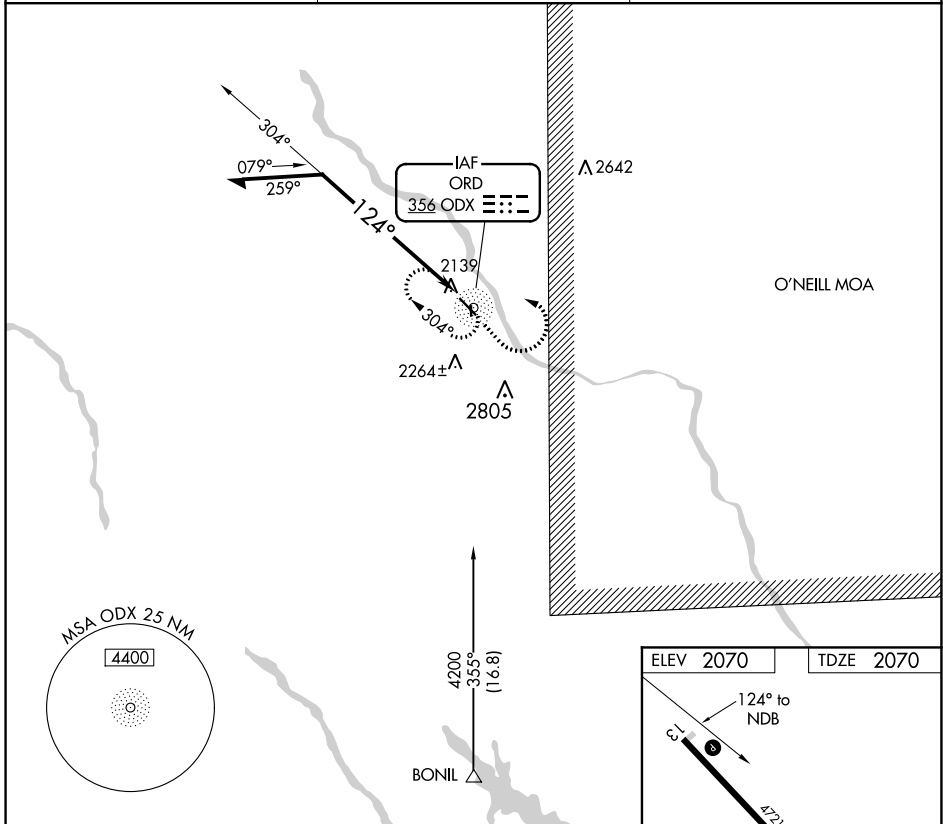 304°
079°
259°
124°
IAF
ORD
356 ODX
2642
2139
304°
O'NEILL MOA
2264±
2805
MSA ODX 25 NM
4400
4200
355°
(16.8)
BONIL
ELEV 2070
TDZE 2070
124° to
NDB
13
P
4721